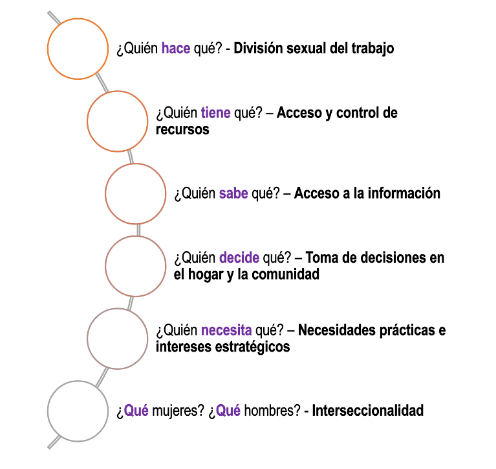 ¿Quién hace qué? - División sexual del trabajo
¿Quién tiene qué? – Acceso y control de
recursos
¿Quién sabe qué? – Acceso a la información
¿Quién decide qué? – Toma de decisiones en
el hogar y la comunidad
¿Quién necesita qué? – Necesidades prácticas e
intereses estratégicos
¿Qué mujeres? ¿Qué hombres? - Interseccionalidad